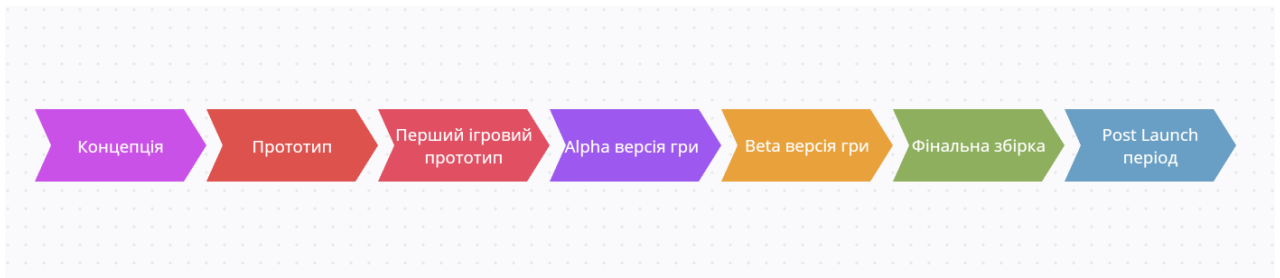 Концепція
Прототип
Перший ігровий
прототип
Alpha версія гри
Beta версія гри
Фінальна збірка
Post Launch
період